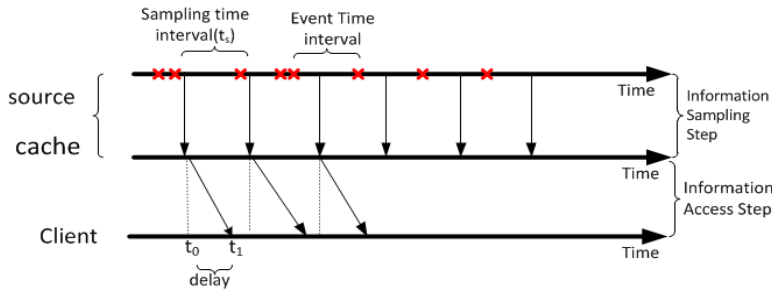 Sampling time
interval(ts)
Event Time
interval
source
Time
Information
Sampling
Step
cache
Time
Information
Access Step
Client
t0
t1
Time
delay